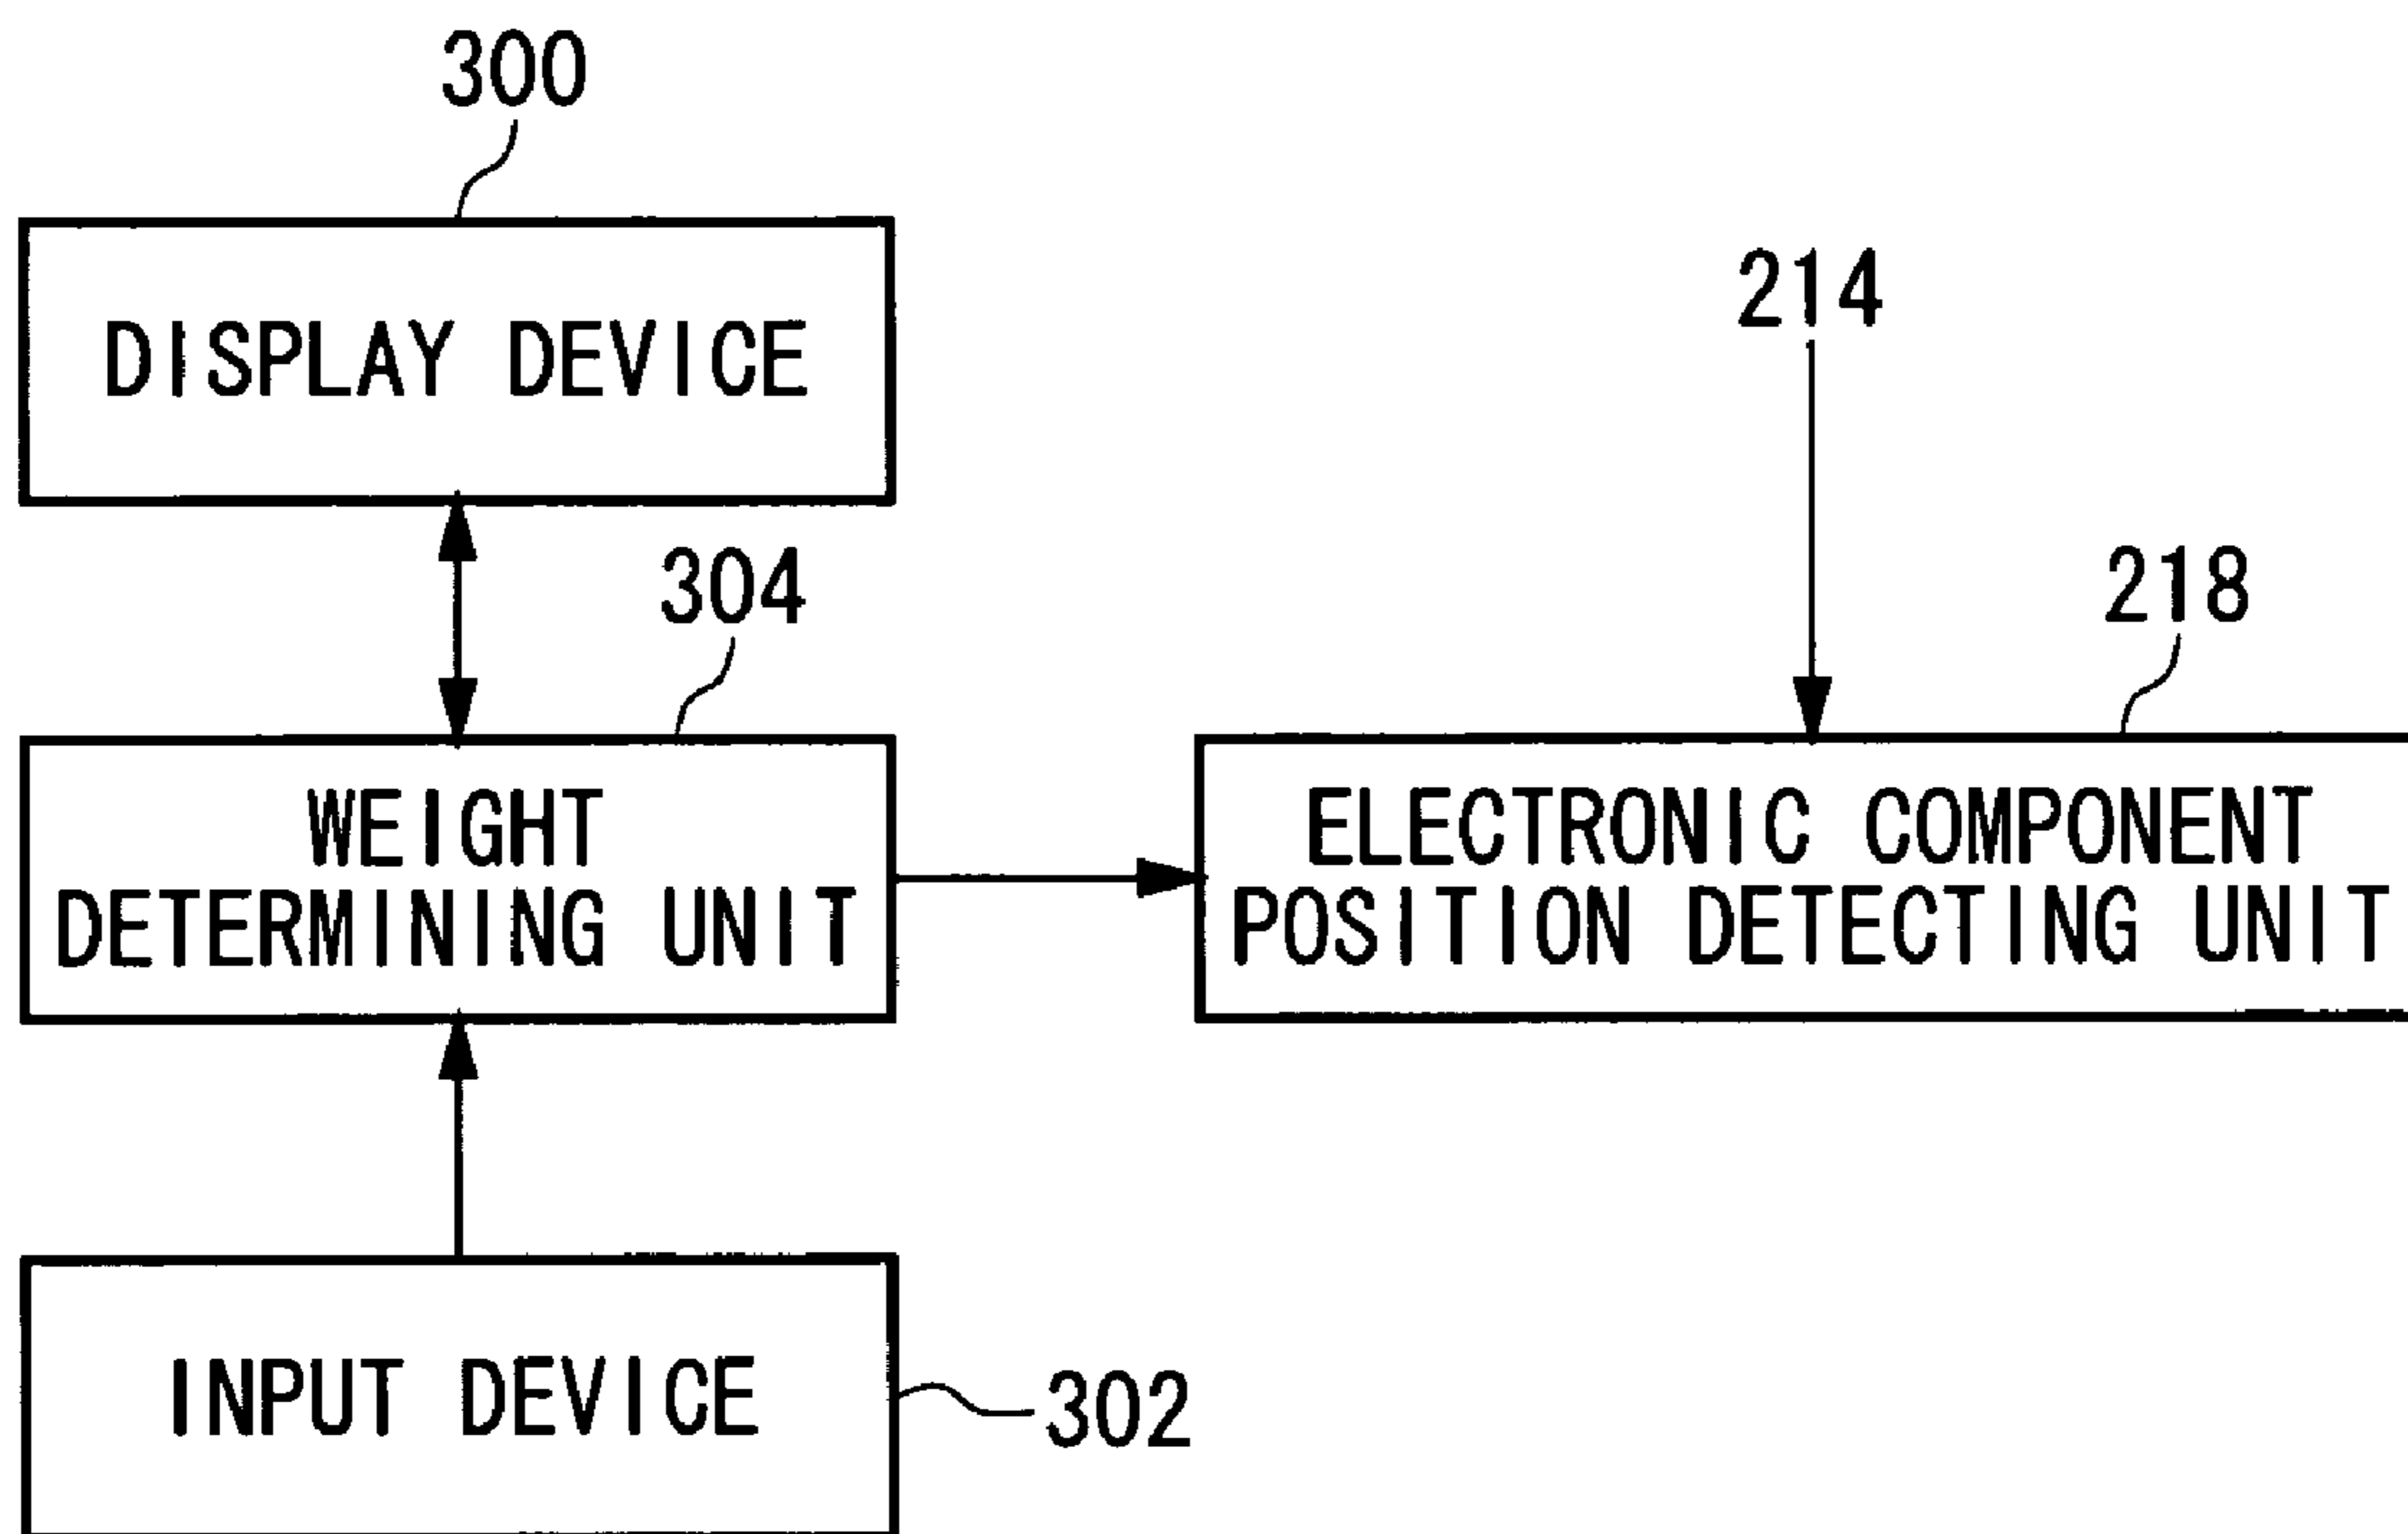 300
DISPLAY DEVICE
214
304
218
WEIGHT
DETERMINING UNIT
ELECTRONIC COMPONENT
POSITION DETECTING UNIT
INPUT DEVICE
302